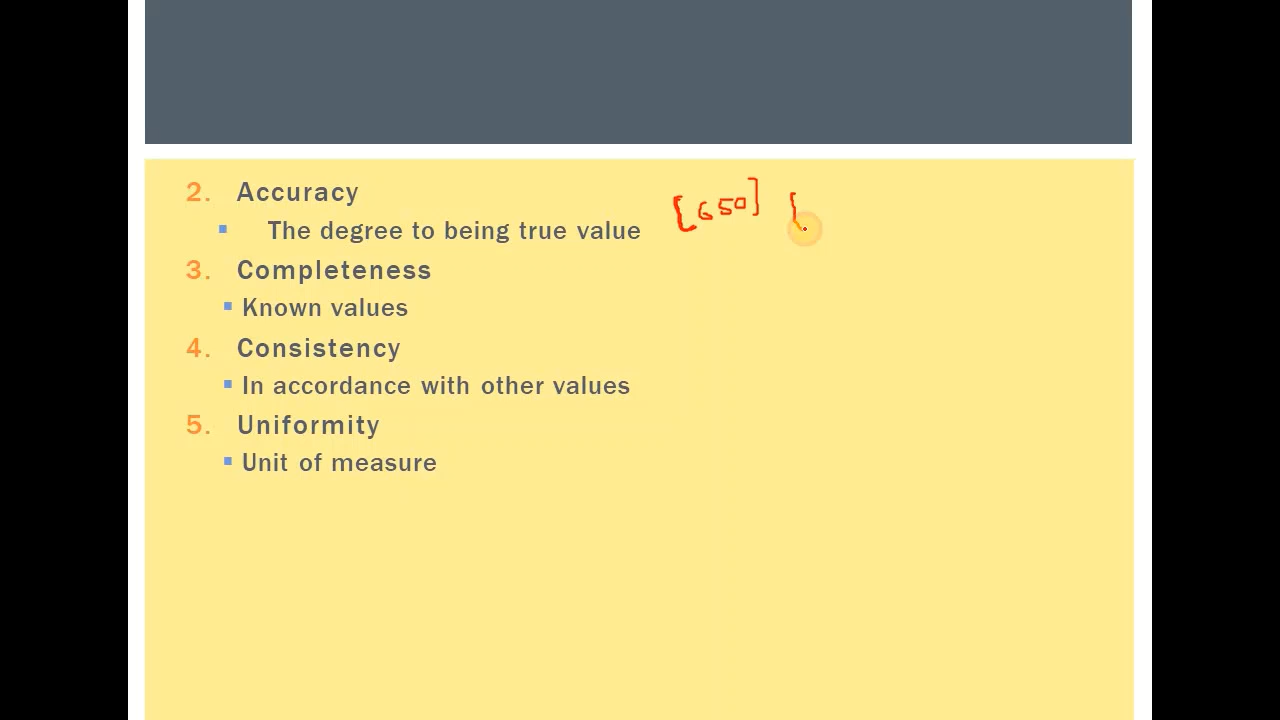 2. Accuracy
▪ The degree to being true value [650] [
3. Completeness
▪ Known values
4. Consistency
▪ In accordance with other values
5. Uniformity
▪ Unit of measure